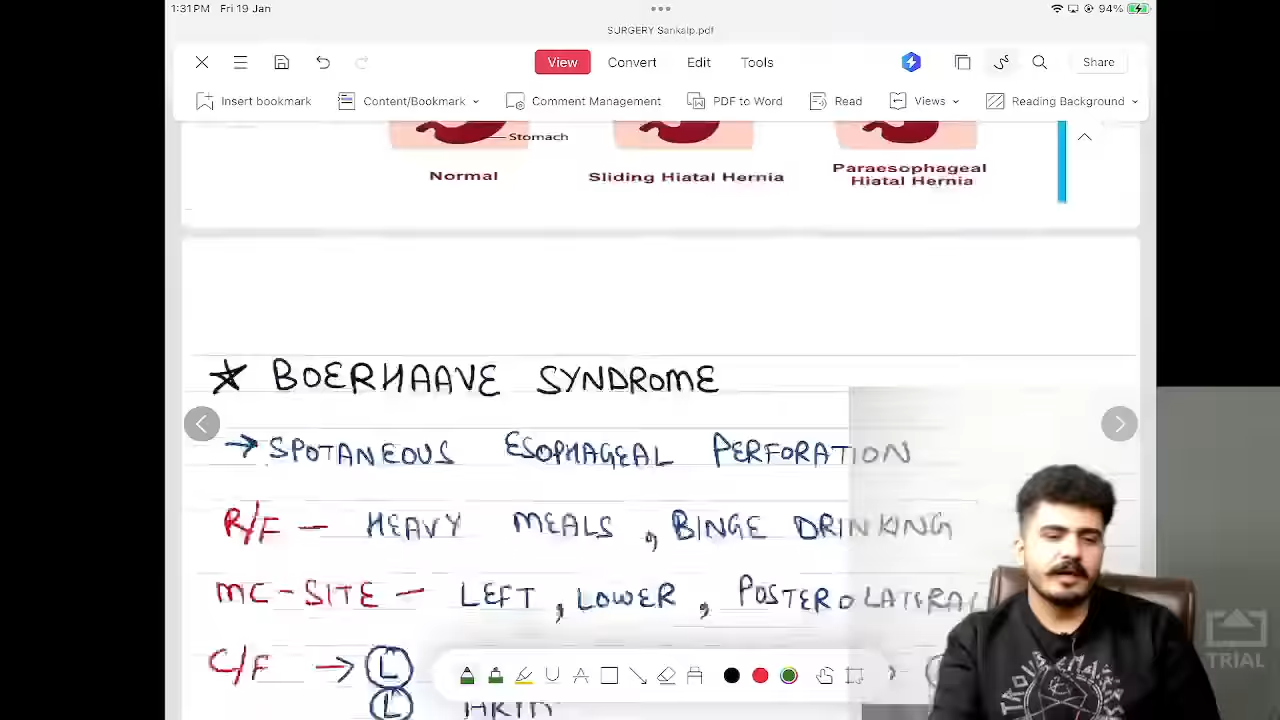 1:31PM Fri 19 Jan
94%
SURGERY Sankalp.pdf
View Convert Edit Tools
Share
Insert bookmark Content/Bookmark Comment Management PDF to Word Read Views Reading Background
Stomach
Normal
Sliding Hiatal Hernia
Paraesophageal
Hiatal Hernia
★ BOERHAAVE SYNDROME
→ SPOTANEOUS ESOPHAGEAL PERFORATION
R/F — HEAVY MEALS , BINGE DRINKING
MC - SITE — LEFT , LOWER , POSTEROLATERAL
C/F → L
L
TRIAL